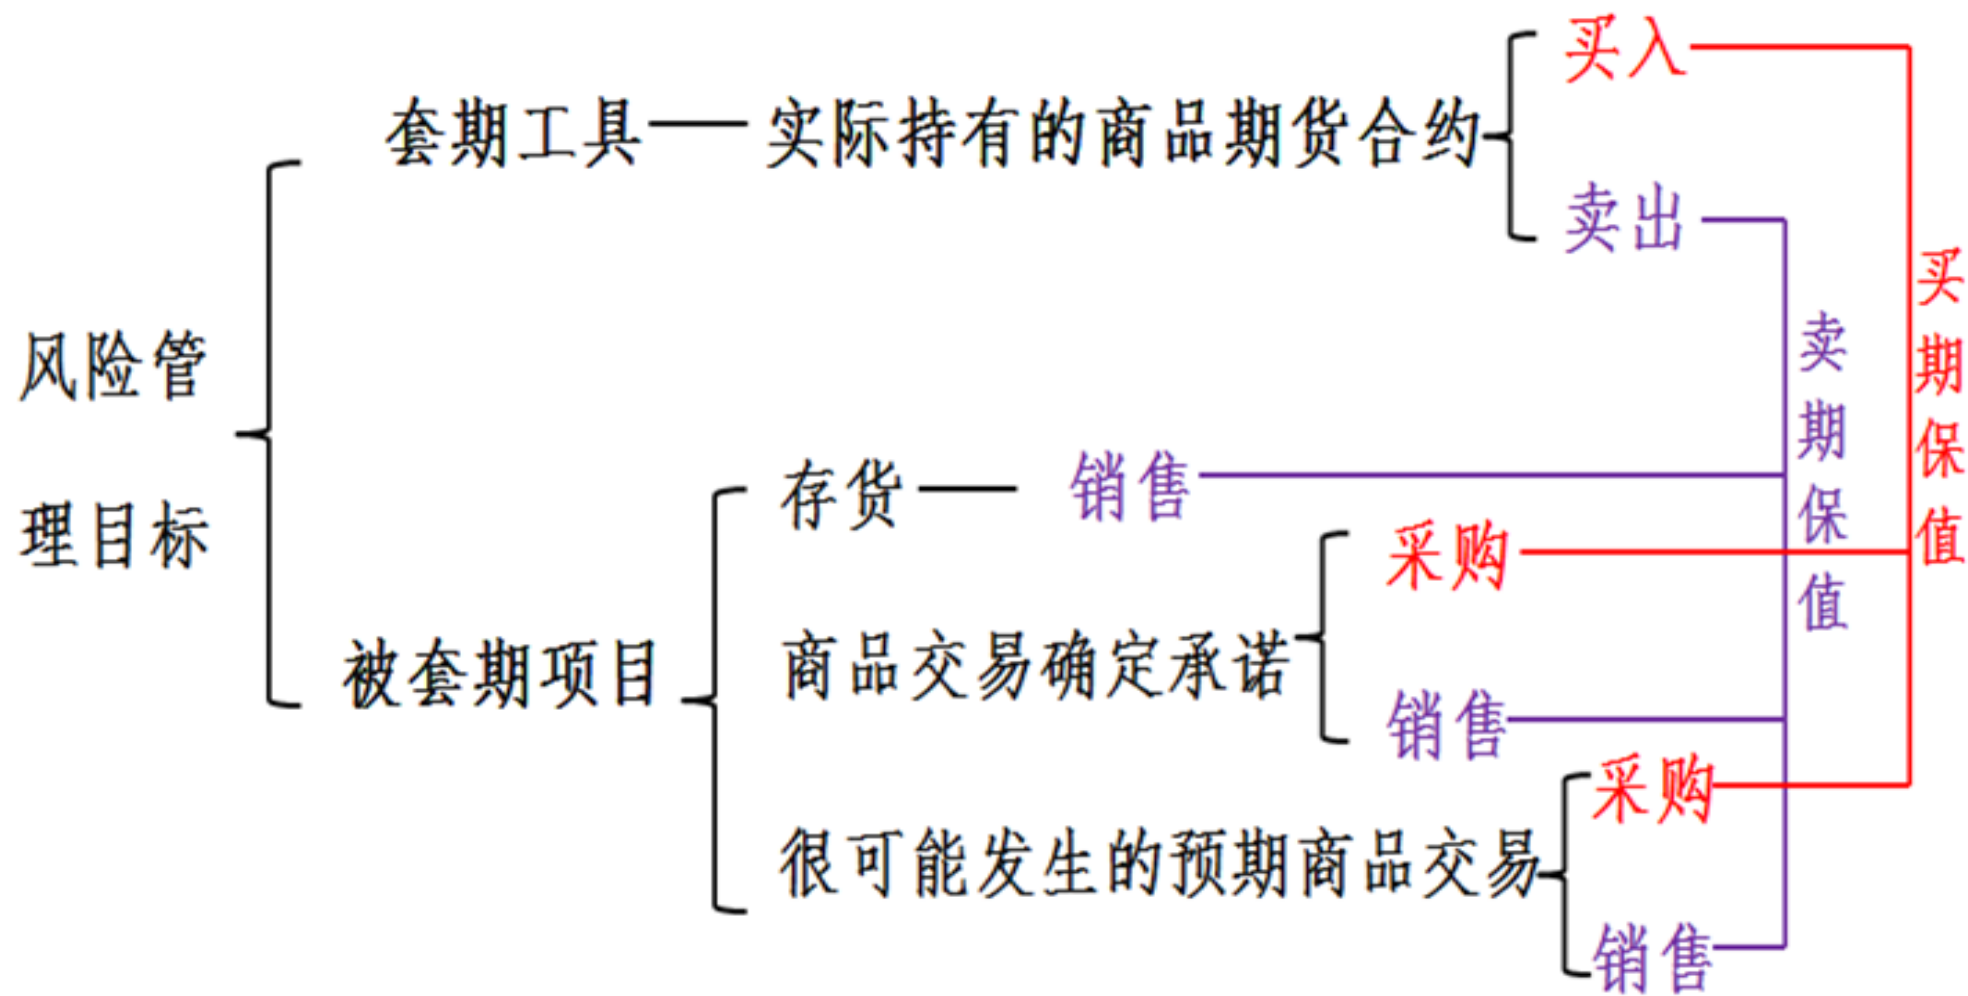 买入
套期工具
实际持有的商品期货合约
卖出
风险管
理目标
被套期项目
存货
销售
商品交易确定承诺
采购
销售
很可能发生的预期商品交易
采购
销售
卖期保值
买期保值